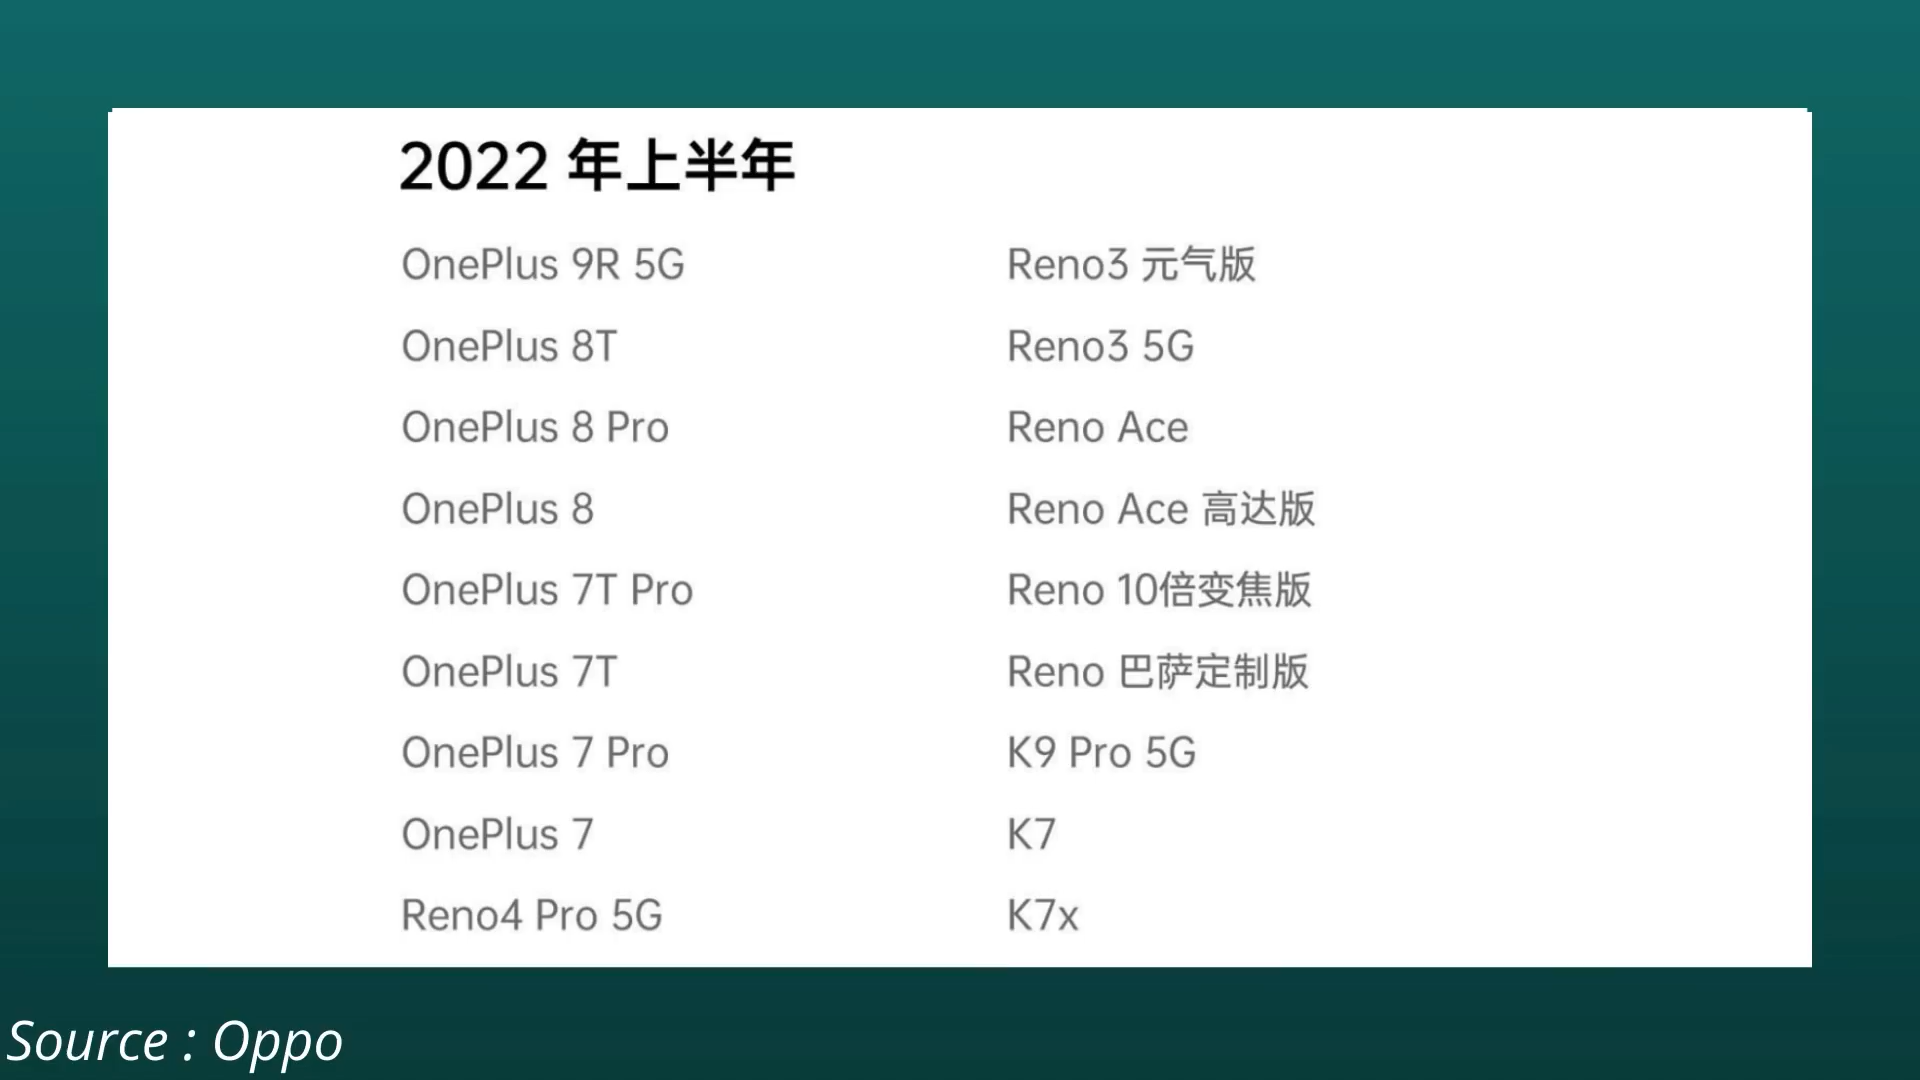 2022 年上半年
OnePlus 9R 5G
OnePlus 8T
OnePlus 8 Pro
OnePlus 8
OnePlus 7T Pro
OnePlus 7T
OnePlus 7 Pro
OnePlus 7
Reno4 Pro 5G
Reno3 元气版
Reno3 5G
Reno Ace
Reno Ace 高达版
Reno 10倍变焦版
Reno 巴萨定制版
K9 Pro 5G
K7
K7x
Source : Oppo